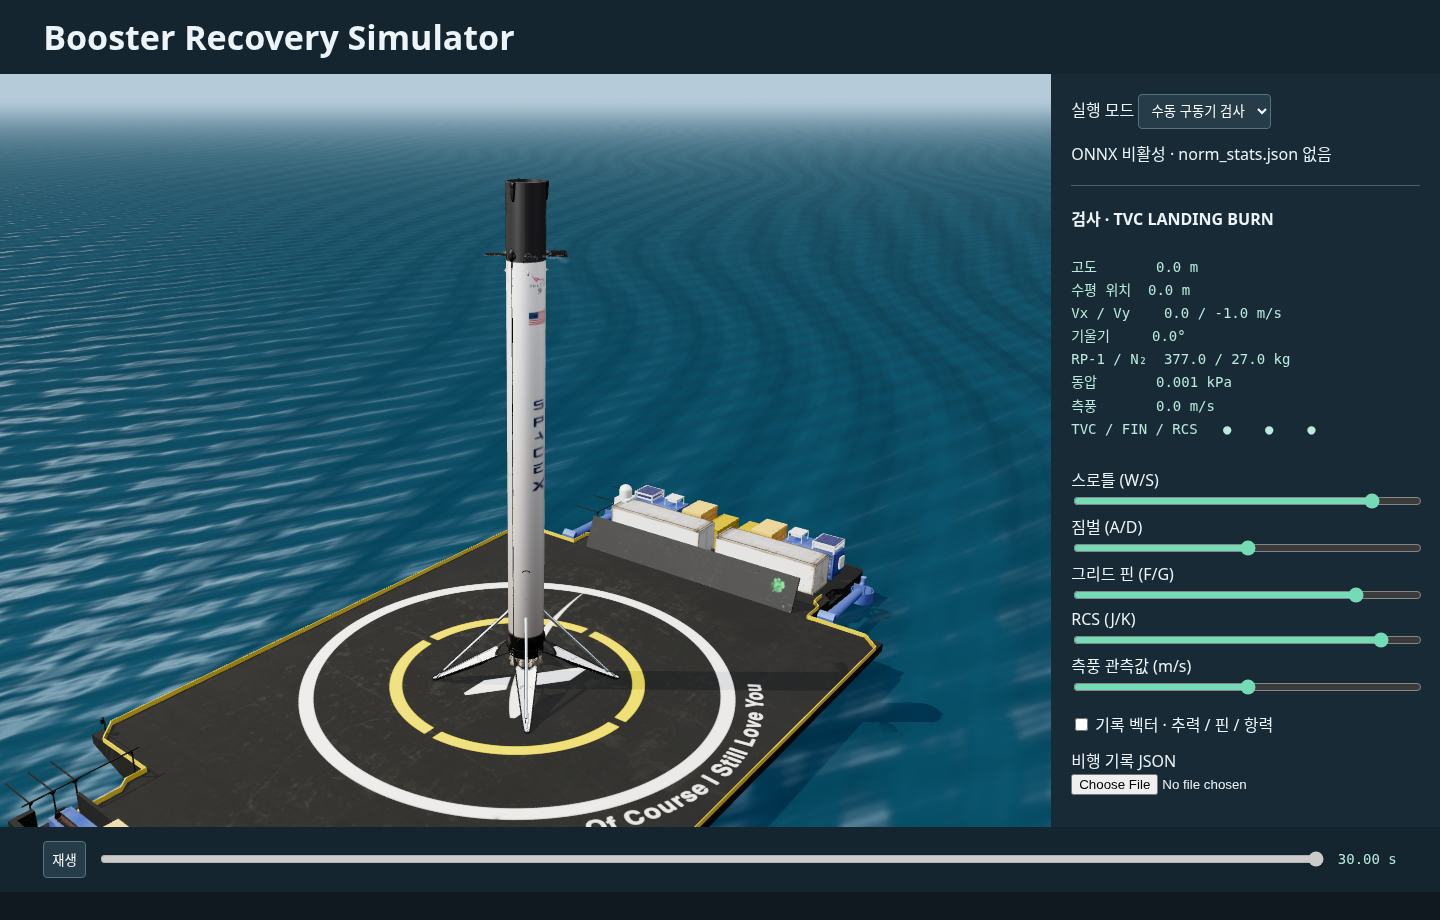 Booster Recovery Simulator
실행 모드 수동 구동기 검사
ONNX 비활성 · norm_stats.json 없음
검사 · TVC LANDING BURN
고도 0.0 m
수평 위치 0.0 m
Vx / Vy 0.0 / -1.0 m/s
기울기 0.0°
RP-1 / N₂ 377.0 / 27.0 kg
동압 0.001 kPa
측풍 0.0 m/s
TVC / FIN / RCS ● ● ●
스로틀 (W/S)
짐벌 (A/D)
그리드 핀 (F/G)
RCS (J/K)
측풍 관측값 (m/s)
기록 벡터 · 추력 / 핀 / 항력
비행 기록 JSON
Choose File No file chosen
SPACEX
Of Course I Still Love You
재생
30.00 s